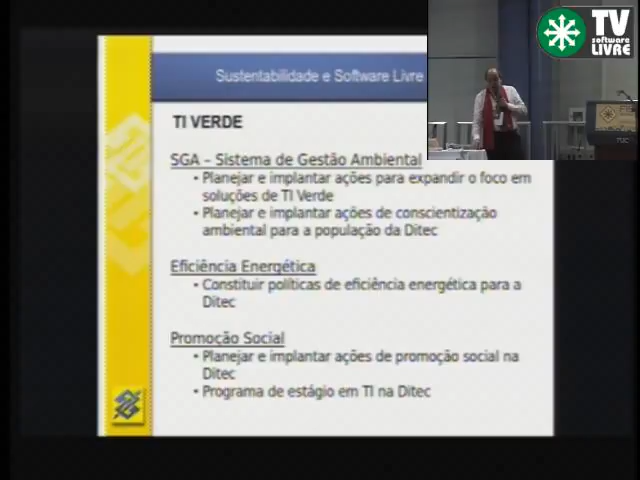 TV
software
LIVRE
Sustentabilidade e Software Livre
TI VERDE
SGA – Sistema de Gestão Ambiental
• Planejar e implantar ações para expandir o foco em
soluções de TI Verde
• Planejar e implantar ações de conscientização
ambiental para a população da Ditec
Eficiência Energética
• Constituir políticas de eficiência energética para a
Ditec
Promoção Social
• Planejar e implantar ações de promoção social na
Ditec
• Programa de estágio em TI na Ditec